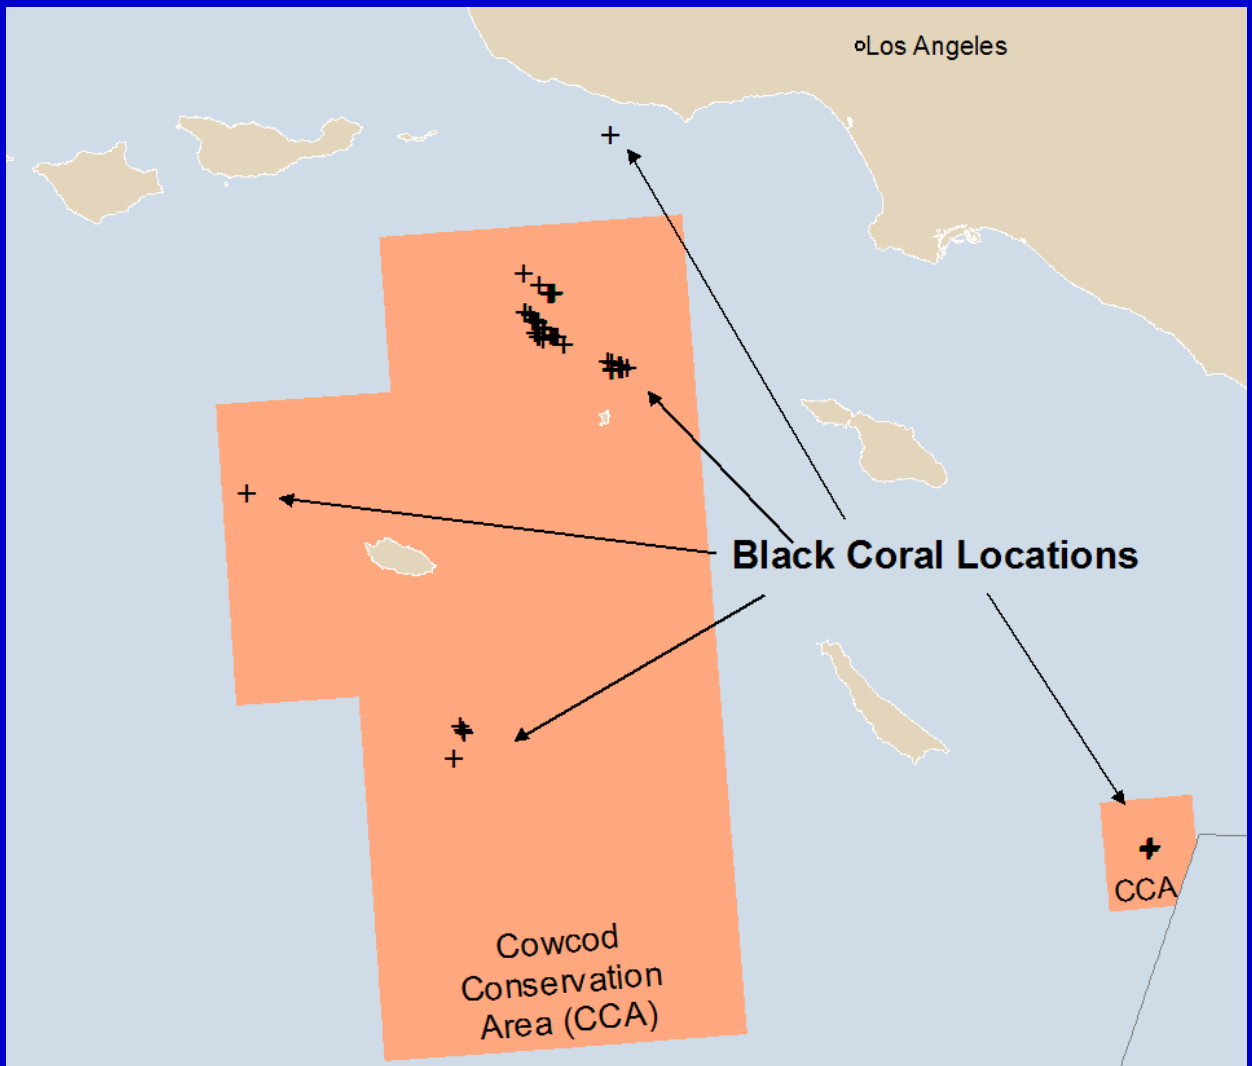 Los Angeles
Black Coral Locations
CCA
Cowcod
Conservation
Area (CCA)